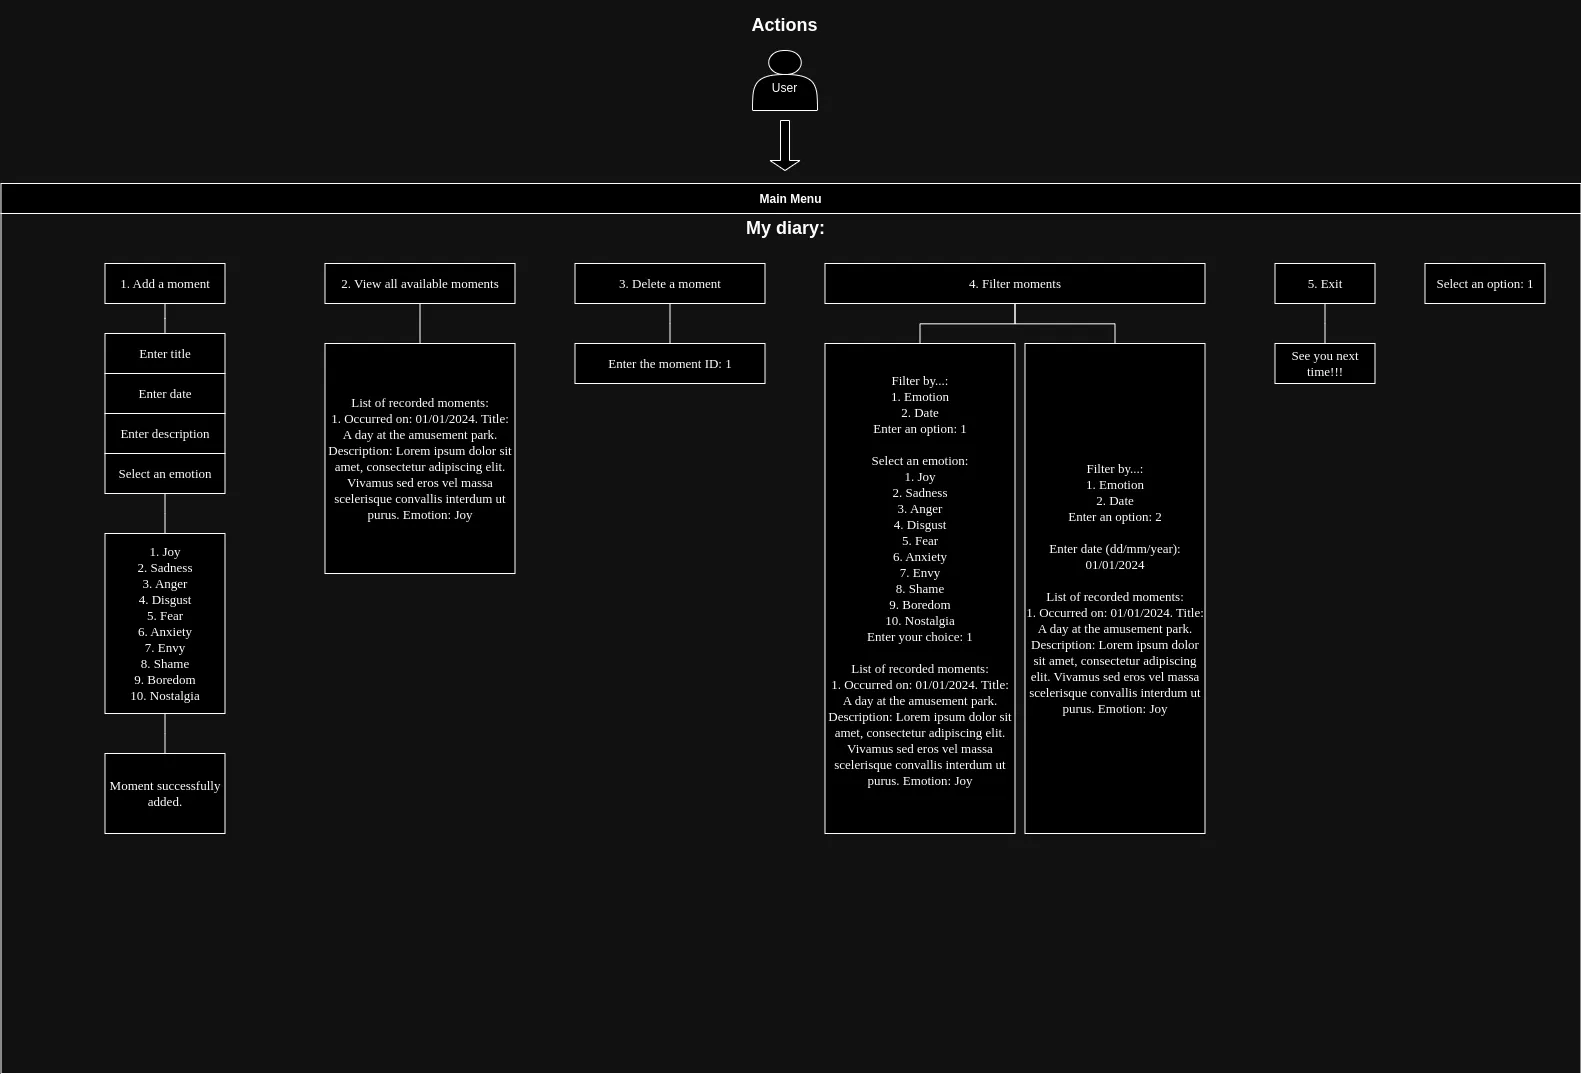 Actions
User
Main Menu
My diary:
1. Add a moment
Enter title
Enter date
Enter description
Select an emotion
1. Joy
2. Sadness
3. Anger
4. Disgust
5. Fear
6. Anxiety
7. Envy
8. Shame
9. Boredom
10. Nostalgia
Moment successfully
added.
2. View all available moments
List of recorded moments:
1. Occurred on: 01/01/2024. Title:
A day at the amusement park.
Description: Lorem ipsum dolor sit
amet, consectetur adipiscing elit.
Vivamus sed eros vel massa
scelerisque convallis interdum ut
purus. Emotion: Joy
3. Delete a moment
Enter the moment ID: 1
4. Filter moments
Filter by...:
1. Emotion
2. Date
Enter an option: 1
Select an emotion:
1. Joy
2. Sadness
3. Anger
4. Disgust
5. Fear
6. Anxiety
7. Envy
8. Shame
9. Boredom
10. Nostalgia
Enter your choice: 1
List of recorded moments:
1. Occurred on: 01/01/2024. Title:
A day at the amusement park.
Description: Lorem ipsum dolor sit
amet, consectetur adipiscing elit.
Vivamus sed eros vel massa
scelerisque convallis interdum ut
purus. Emotion: Joy
Filter by...:
1. Emotion
2. Date
Enter an option: 2
Enter date (dd/mm/year):
01/01/2024
List of recorded moments:
1. Occurred on: 01/01/2024. Title:
A day at the amusement park.
Description: Lorem ipsum dolor
sit amet, consectetur adipiscing
elit. Vivamus sed eros vel massa
scelerisque convallis interdum ut
purus. Emotion: Joy
5. Exit
See you next
time!!!
Select an option: 1